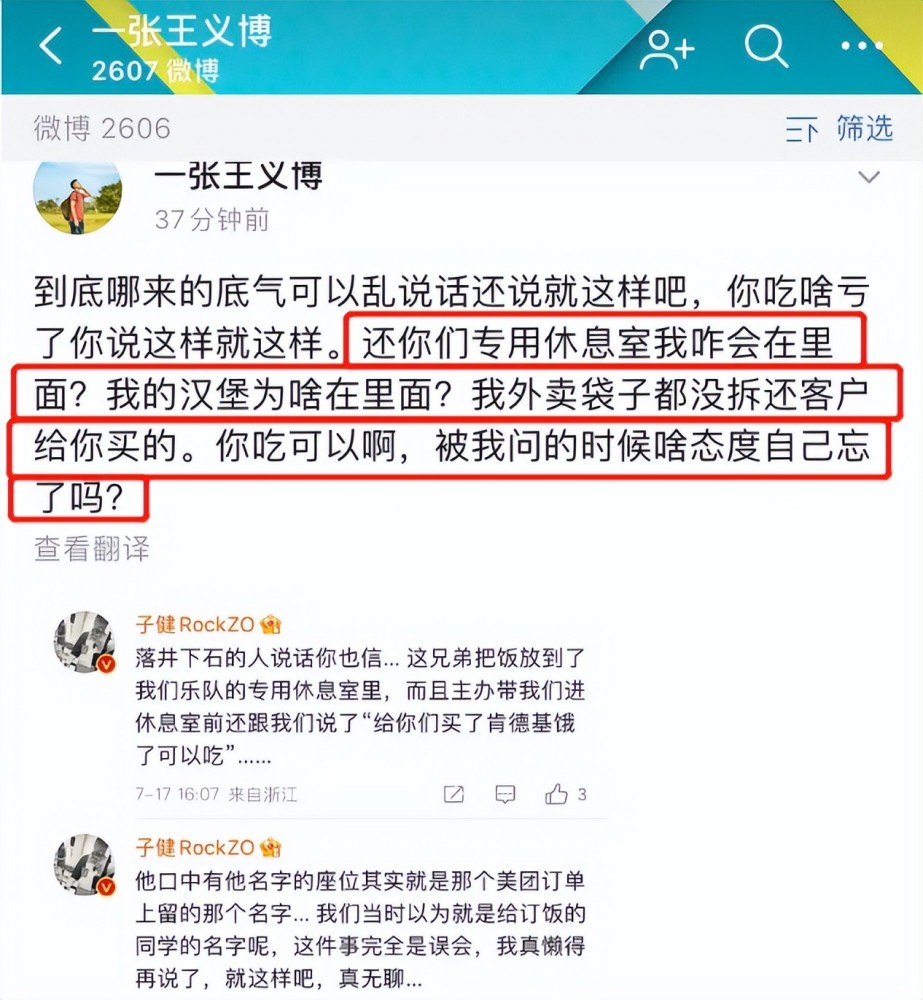 一张王义博
2607 微博
微博 2606
筛选
一张王义博
37分钟前
到底哪来的底气可以乱说话还说就这样吧，你吃啥亏
了你说这样就这样。还你们专用休息室我咋会在里
面？我的汉堡为啥在里面？我外卖袋子都没拆还客户
给你买的。你吃可以啊，被我问的时候啥态度自己忘
了吗？
查看翻译
子健RockZO
落井下石的人说话你也信... 这兄弟把饭放到了
我们乐队的专用休息室里，而且主办带我们进
休息室前还跟我们说了“给你们买了肯德基饿
了可以吃”......
7-17 16:07 来自浙江
3
子健RockZO
他口中有他名字的座位其实就是那个美团订单
上留的那个名字... 我们当时以为就是给订饭的
同学的名字呢，这件事完全是误会，我真懒得
再说了，就这样吧，真无聊...